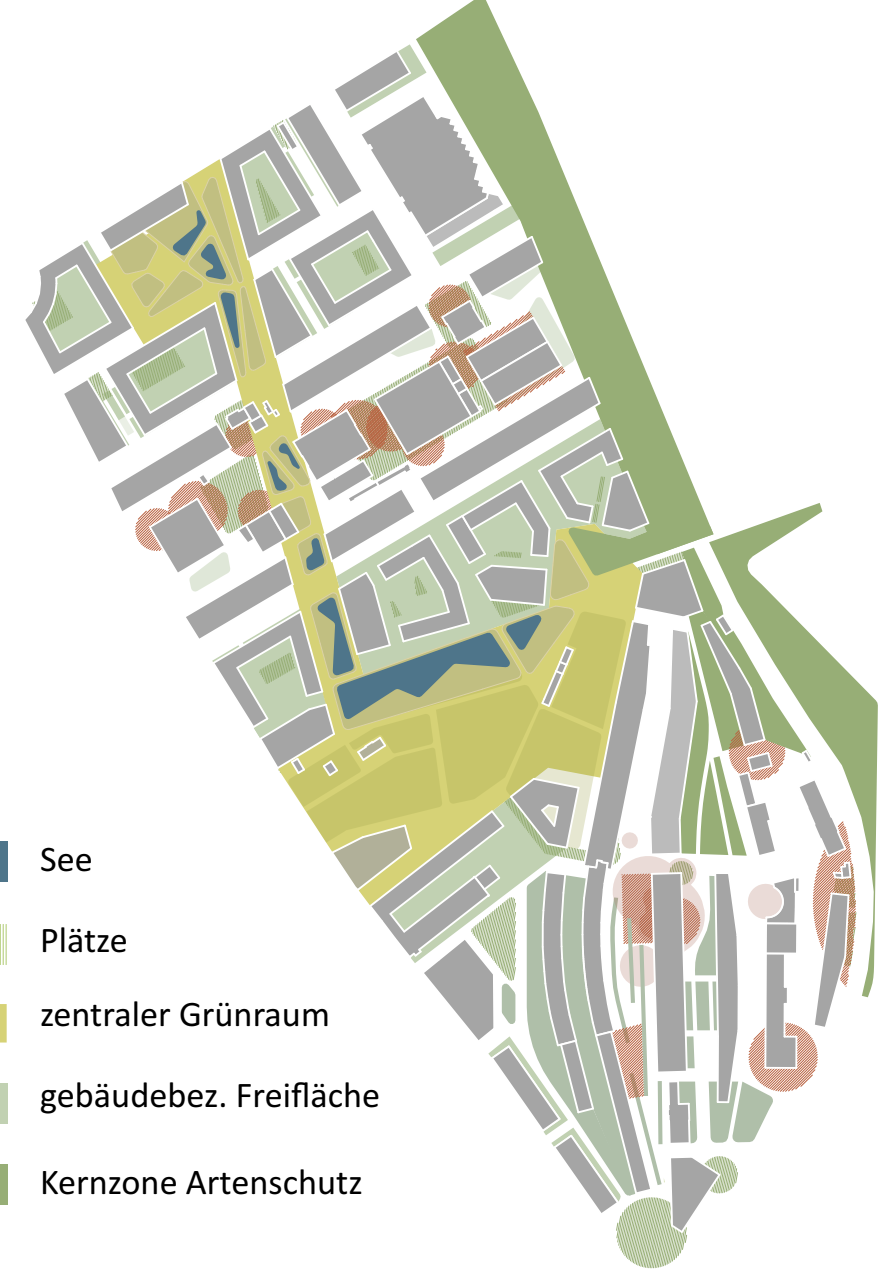 See
Plätze
zentraler Grünraum
gebäudebez. Freifläche
Kernzone Artenschutz